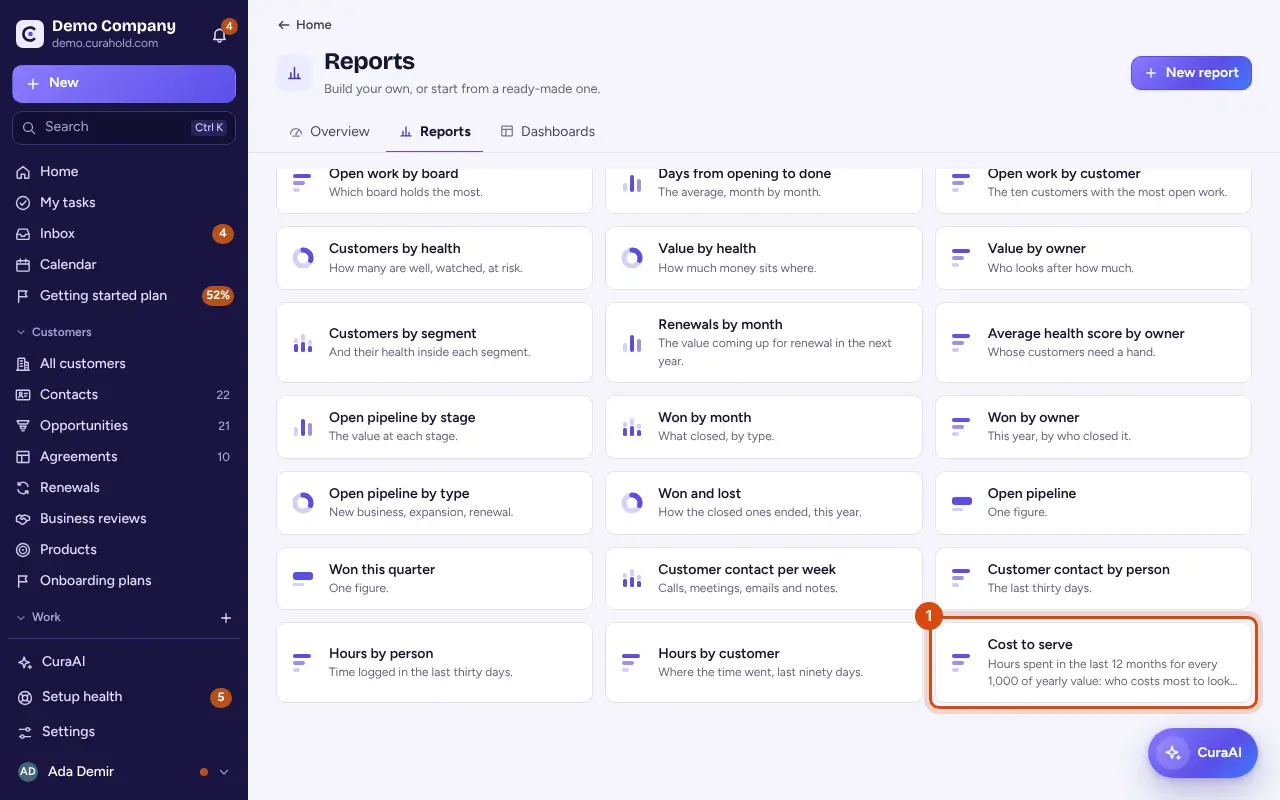 Demo Company
demo.curahold.com
4
New
Search
Ctrl K
Home
My tasks
Inbox
4
Calendar
Getting started plan
52%
Customers
All customers
Contacts
22
Opportunities
21
Agreements
10
Renewals
Business reviews
Products
Onboarding plans
Work
CuraAI
Setup health
5
Settings
AD
Ada Demir
Home
Reports
Build your own, or start from a ready-made one.
New report
Overview
Reports
Dashboards
Open work by board
Which board holds the most.
Days from opening to done
The average, month by month.
Open work by customer
The ten customers with the most open work.
Customers by health
How many are well, watched, at risk.
Value by health
How much money sits where.
Value by owner
Who looks after how much.
Customers by segment
And their health inside each segment.
Renewals by month
The value coming up for renewal in the next
year.
Average health score by owner
Whose customers need a hand.
Open pipeline by stage
The value at each stage.
Won by month
What closed, by type.
Won by owner
This year, by who closed it.
Open pipeline by type
New business, expansion, renewal.
Won and lost
How the closed ones ended, this year.
Open pipeline
One figure.
Won this quarter
One figure.
Customer contact per week
Calls, meetings, emails and notes.
Customer contact by person
The last thirty days.
Hours by person
Time logged in the last thirty days.
Hours by customer
Where the time went, last ninety days.
1
Cost to serve
Hours spent in the last 12 months for every
1,000 of yearly value: who costs most to look…
CuraAI